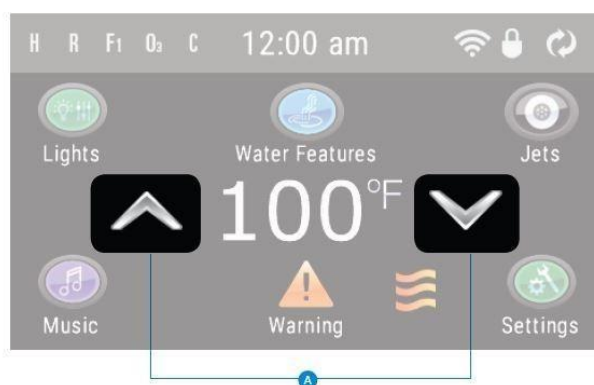 H R F1 O3 C 12:00 am
Lights Water Features Jets
100°F
Music Warning Settings
A